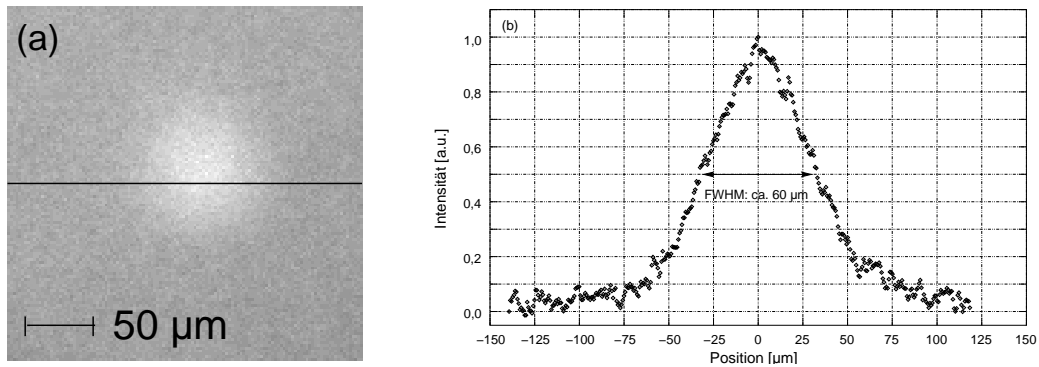 (a)
50 µm
(b)
Intensität [a.u.]
1,0
0,8
0,6
0,4
0,2
0,0
FWHM: ca. 60 µm
−150 −125 −100 −75 −50 −25 0 25 50 75 100 125 150
Position [µm]